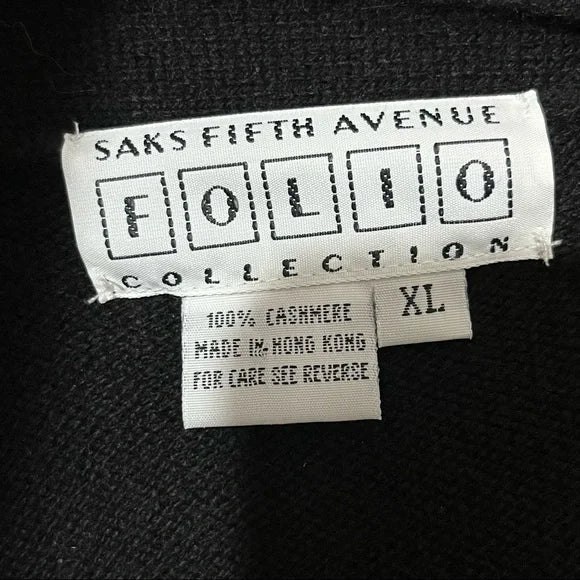 SAKS FIFTH AVENUE
FOLIO
COLLECTION
XL
100% CASHMERE
MADE IN HONG KONG
FOR CARE SEE REVERSE